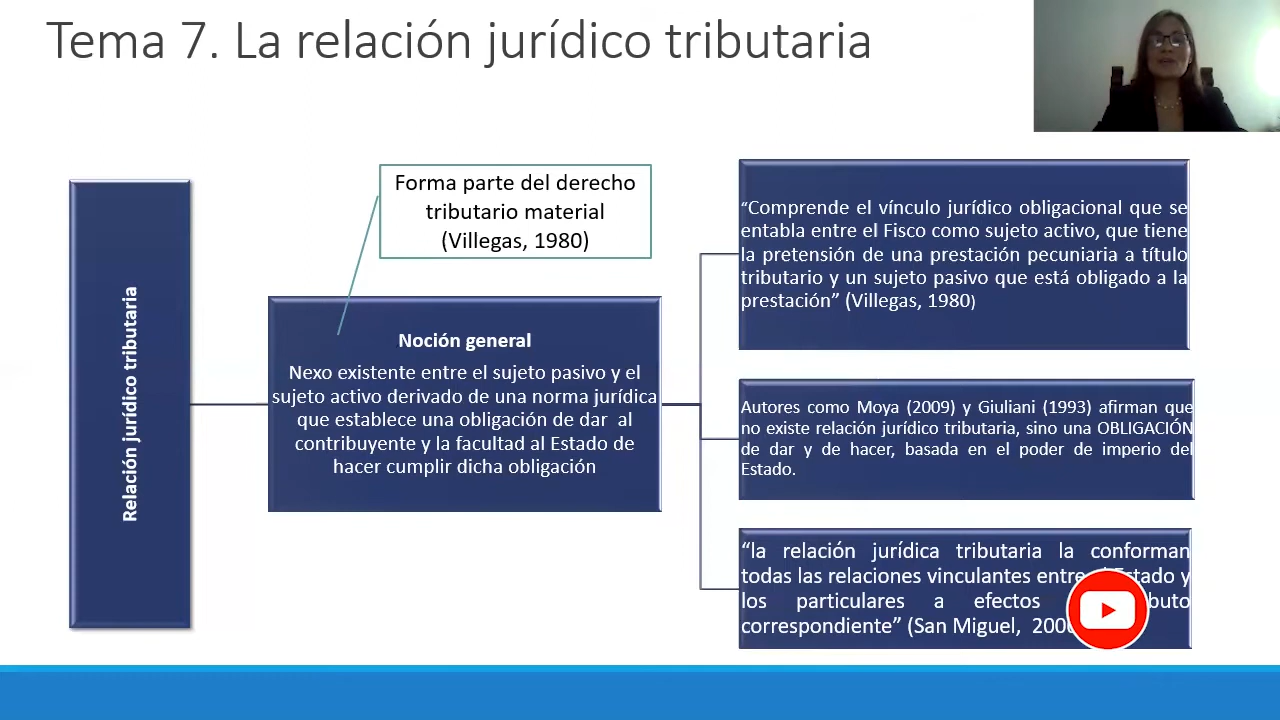 Tema 7. La relación jurídico tributaria
Relación jurídico tributaria
Forma parte del derecho
tributario material
(Villegas, 1980)
Noción general
Nexo existente entre el sujeto pasivo y el
sujeto activo derivado de una norma jurídica
que establece una obligación de dar al
contribuyente y la facultad al Estado de
hacer cumplir dicha obligación
“Comprende el vínculo jurídico obligacional que se
entabla entre el Fisco como sujeto activo, que tiene
la pretensión de una prestación pecuniaria a título
tributario y un sujeto pasivo que está obligado a la
prestación” (Villegas, 1980)
Autores como Moya (2009) y Giuliani (1993) afirman que
no existe relación jurídico tributaria, sino una OBLIGACIÓN
de dar y de hacer, basada en el poder de imperio del
Estado.
“la relación jurídica tributaria la conforman
todas las relaciones vinculantes entre Estado y
los particulares a efectos
correspondiente” (San Miguel,